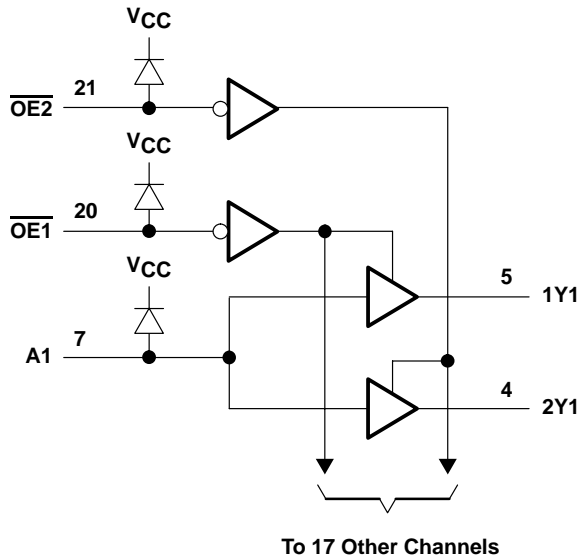 VCC
21
OE2
VCC
20
OE1
VCC
5
1Y1
7
A1
4
2Y1
To 17 Other Channels